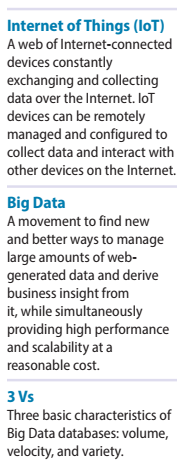 Internet of Things (IoT)
A web of Internet-connected
devices constantly
exchanging and collecting
data over the Internet. IoT
devices can be remotely
managed and configured to
collect data and interact with
other devices on the Internet.
Big Data
A movement to find new
and better ways to manage
large amounts of web-
generated data and derive
business insight from
it, while simultaneously
providing high performance
and scalability at a
reasonable cost.
3 Vs
Three basic characteristics of
Big Data databases: volume,
velocity, and variety.